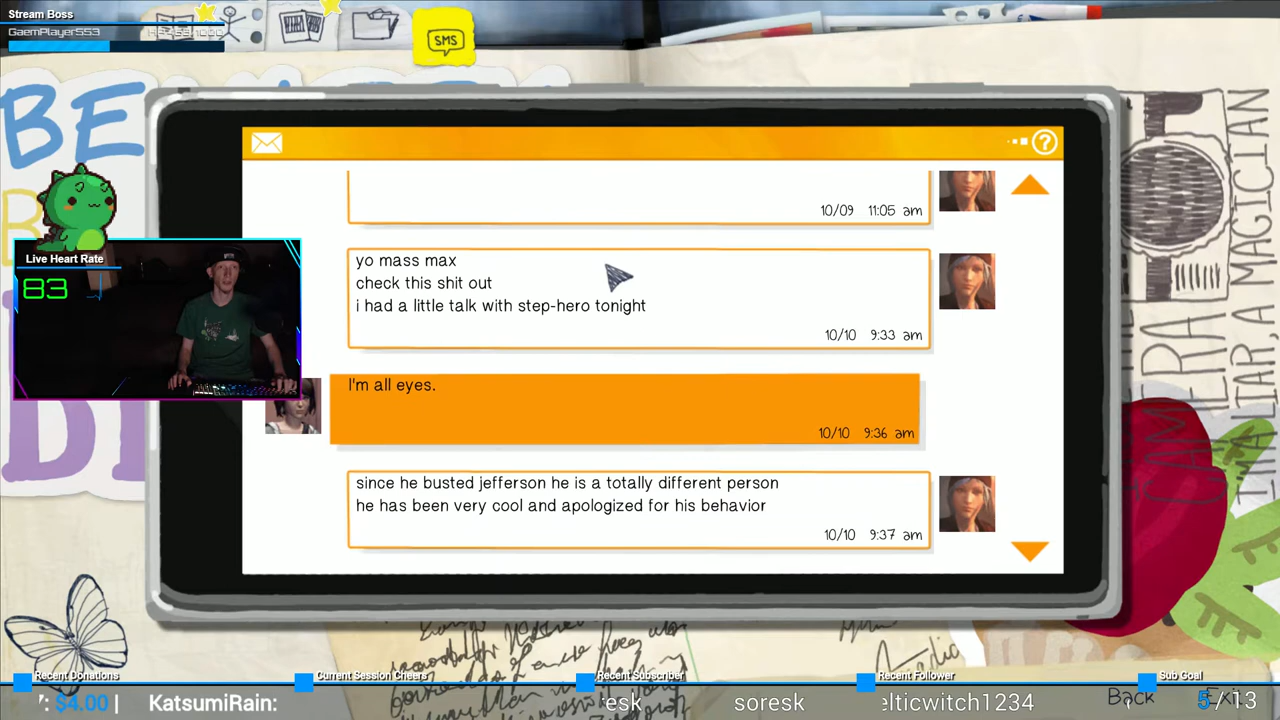 Stream Boss
GaemPlayer553
SMS
BE
Live Heart Rate
83
10/09 11:05 am
yo mass max
check this shit out
i had a little talk with step-hero tonight
10/10 9:33 am
I'm all eyes.
10/10 9:36 am
since he busted jefferson he is a totally different person
he has been very cool and apologized for his behavior
10/10 9:37 am
CAMERA
I'M A LIAR, A MAGICIAN
Recent Donations
Current Session Cheers
Recent Subscriber
Recent Follower
Sub Goal
: $4.00 |
KatsumiRain:
esk
soresk
elticwitch1234
Back
Exit
5 / 13